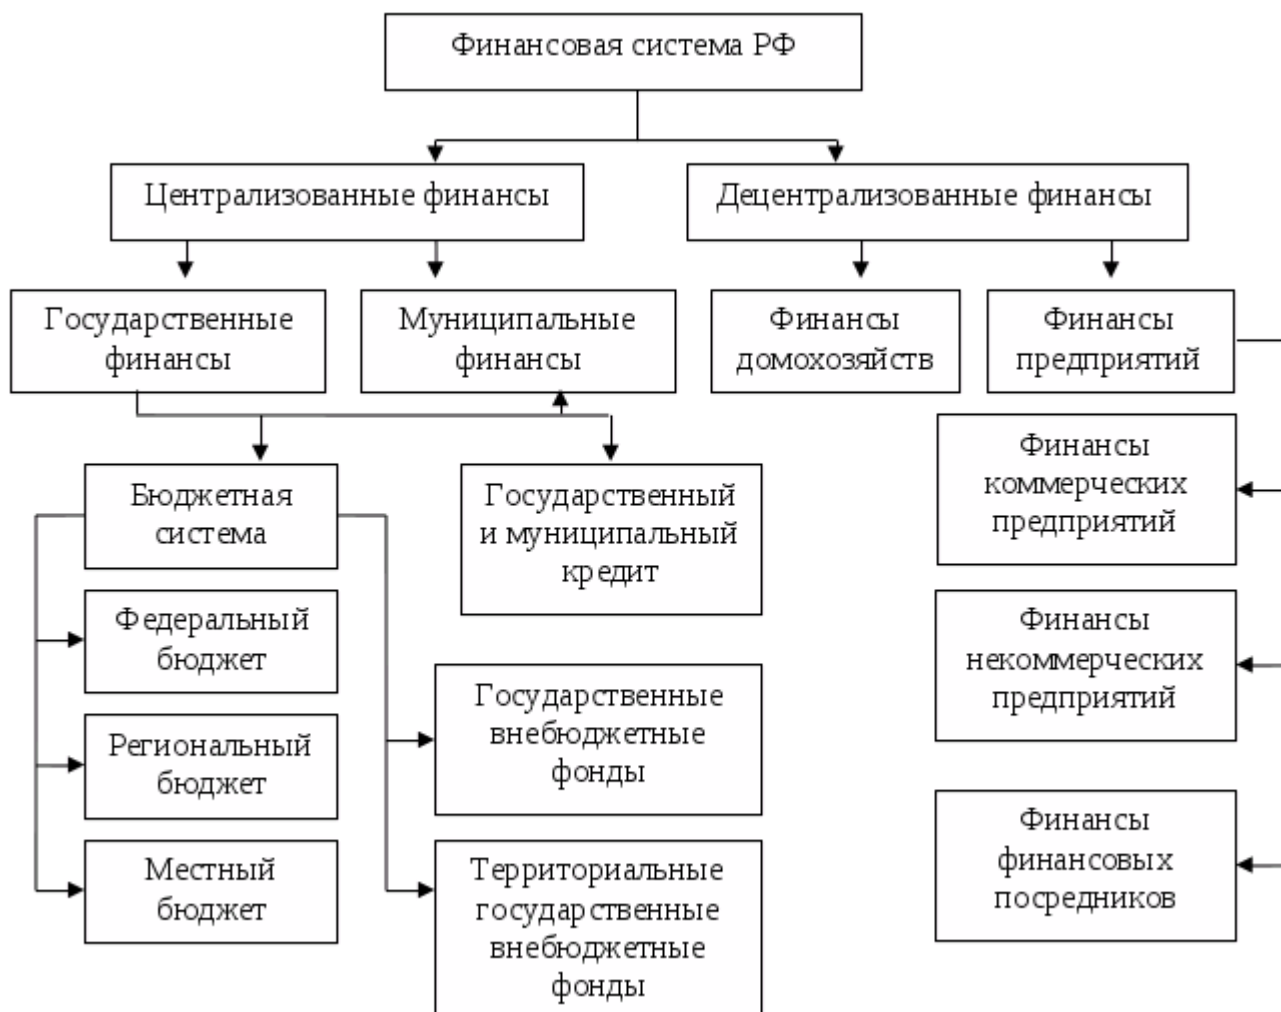 Финансовая система РФ
Централизованные финансы
Децентрализованные финансы
Государственные
финансы
Муниципальные
финансы
Финансы
домохозяйств
Финансы
предприятий
Бюджетная
система
Государственный
и муниципальный
кредит
Финансы
коммерческих
предприятий
Федеральный
бюджет
Финансы
некоммерческих
предприятий
Региональный
бюджет
Государственные
внебюджетные
фонды
Местный
бюджет
Территориальные
государственные
внебюджетные
фонды
Финансы
финансовых
посредников